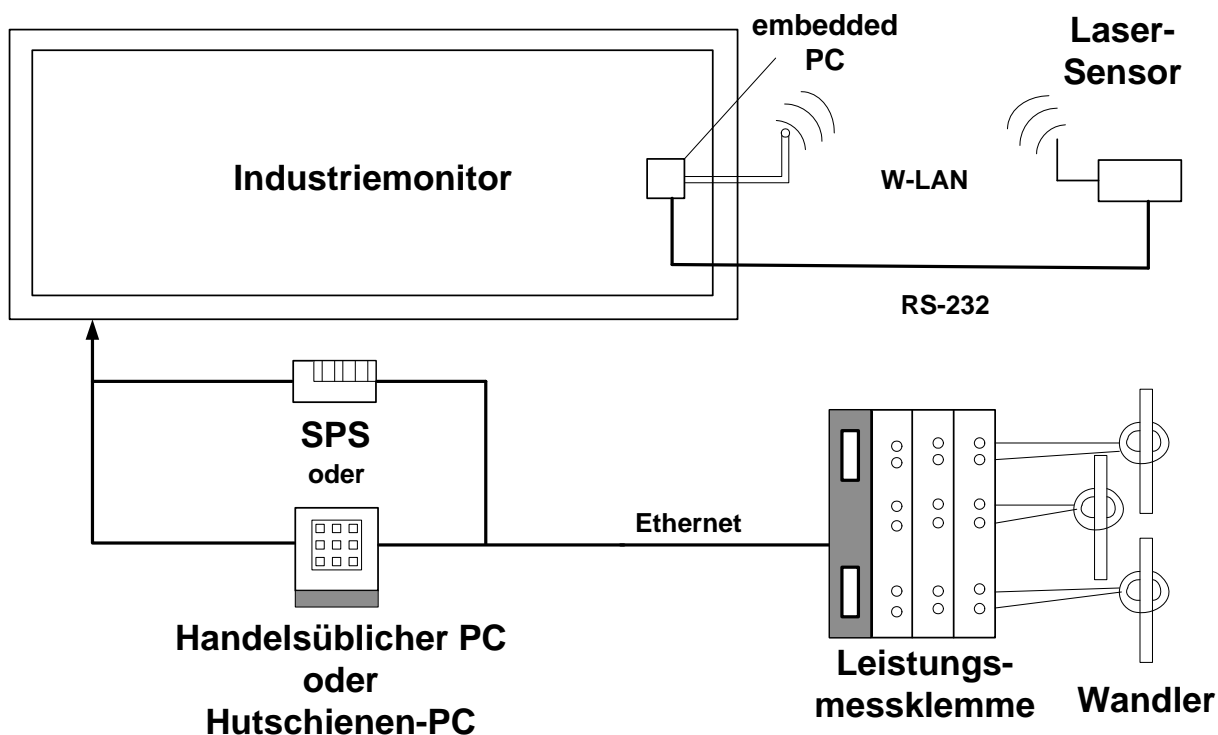 embedded
PC
Laser-
Sensor
Industriemonitor
W-LAN
RS-232
SPS
oder
Ethernet
Handelsüblicher PC
oder
Hutschienen-PC
Leistungs-
messklemme
Wandler